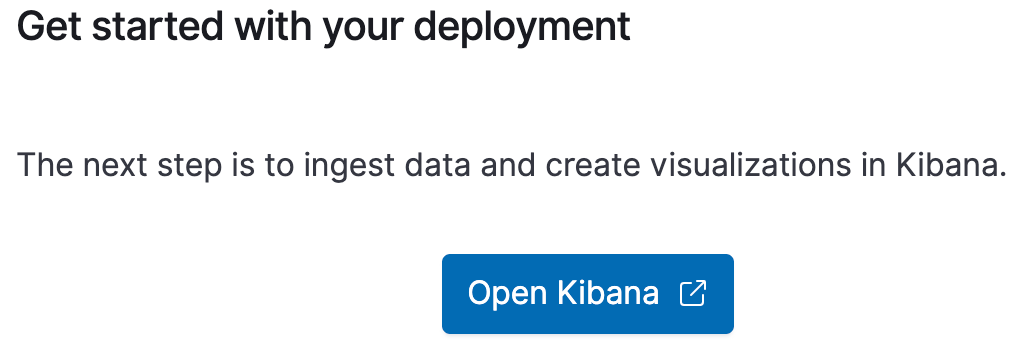 Get started with your deployment
The next step is to ingest data and create visualizations in Kibana.
Open Kibana